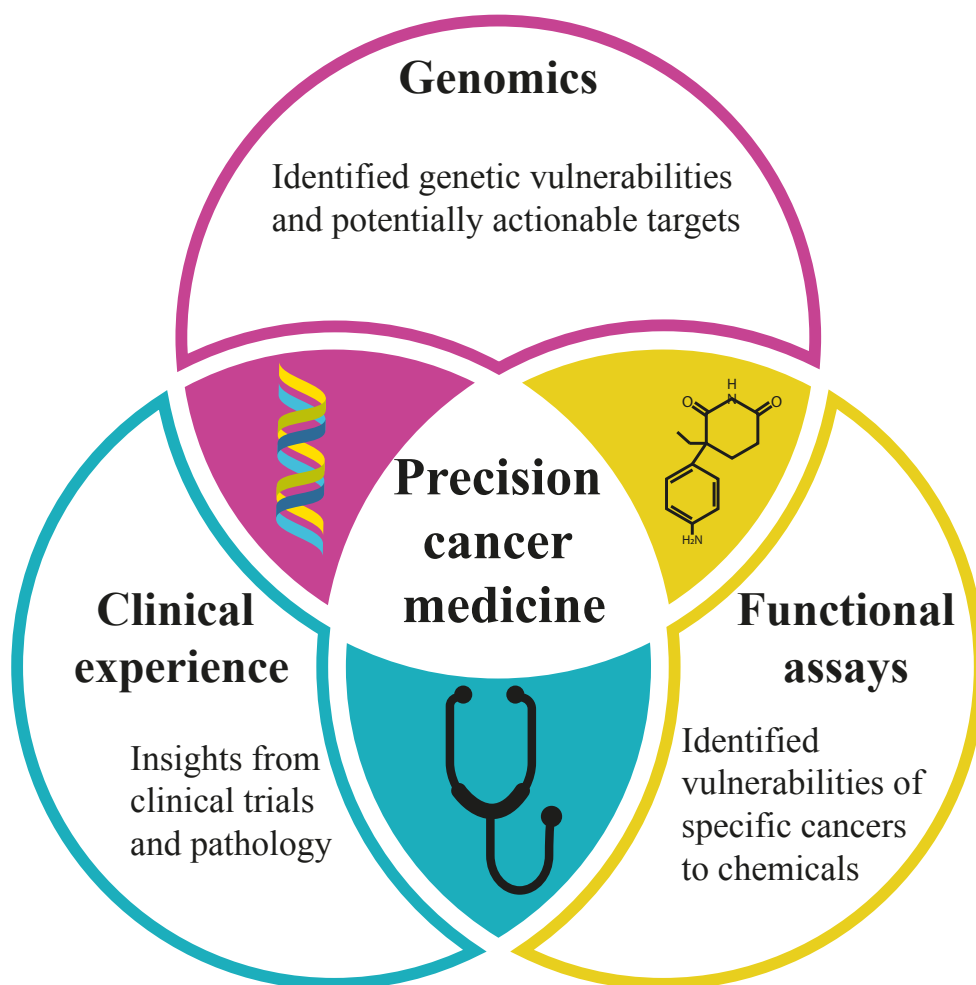 Genomics
Identified genetic vulnerabilities
and potentially actionable targets
H
N
O
O
H₂N
Precision
cancer
medicine
Clinical
experience
Insights from
clinical trials
and pathology
Functional
assays
Identified
vulnerabilities of
specific cancers
to chemicals